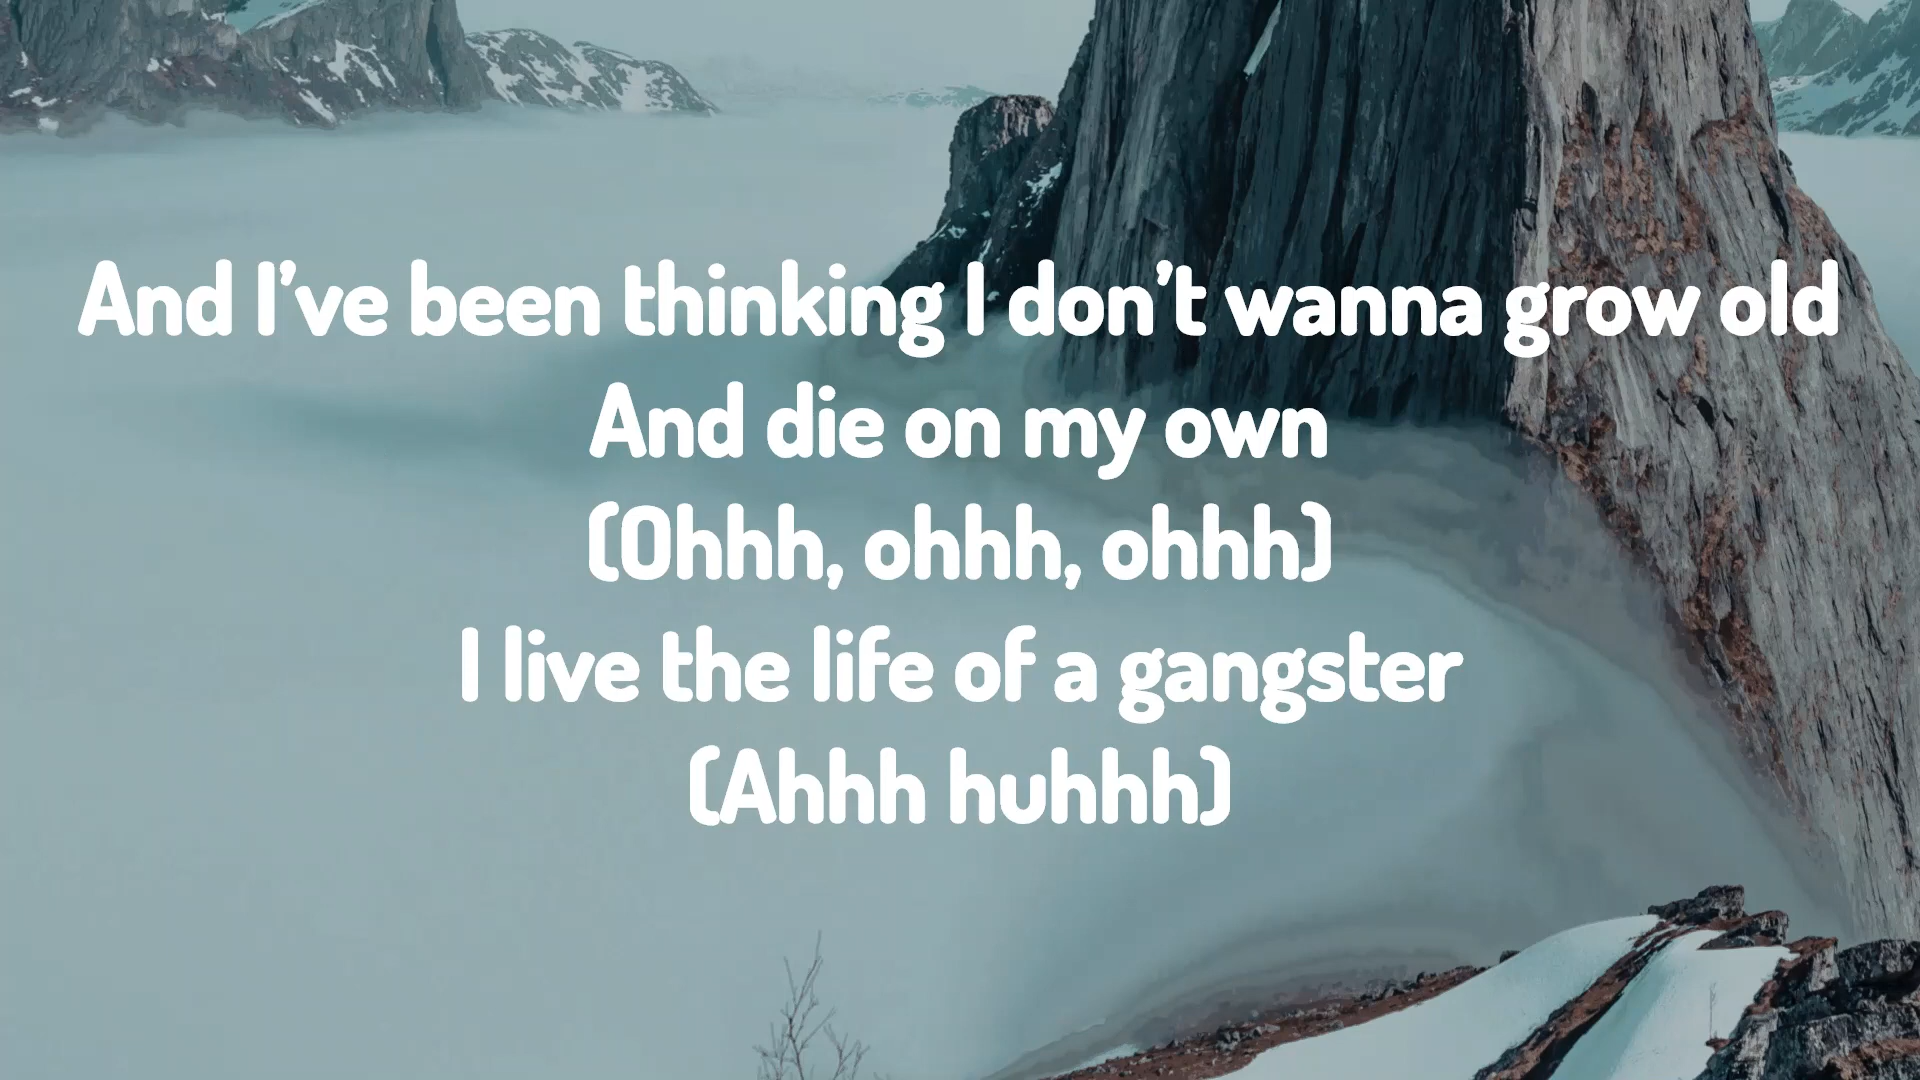 And I've been thinking I don't wanna grow old
And die on my own
(Ohhh, ohhh, ohhh)
I live the life of a gangster
(Ahhh huhhh)